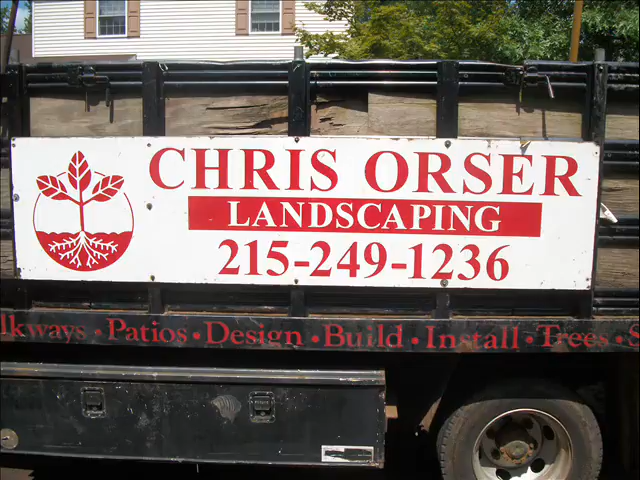 CHRIS ORSER
LANDSCAPING
215-249-1236
lkways • Patios • Design • Build • Install • Trees • S